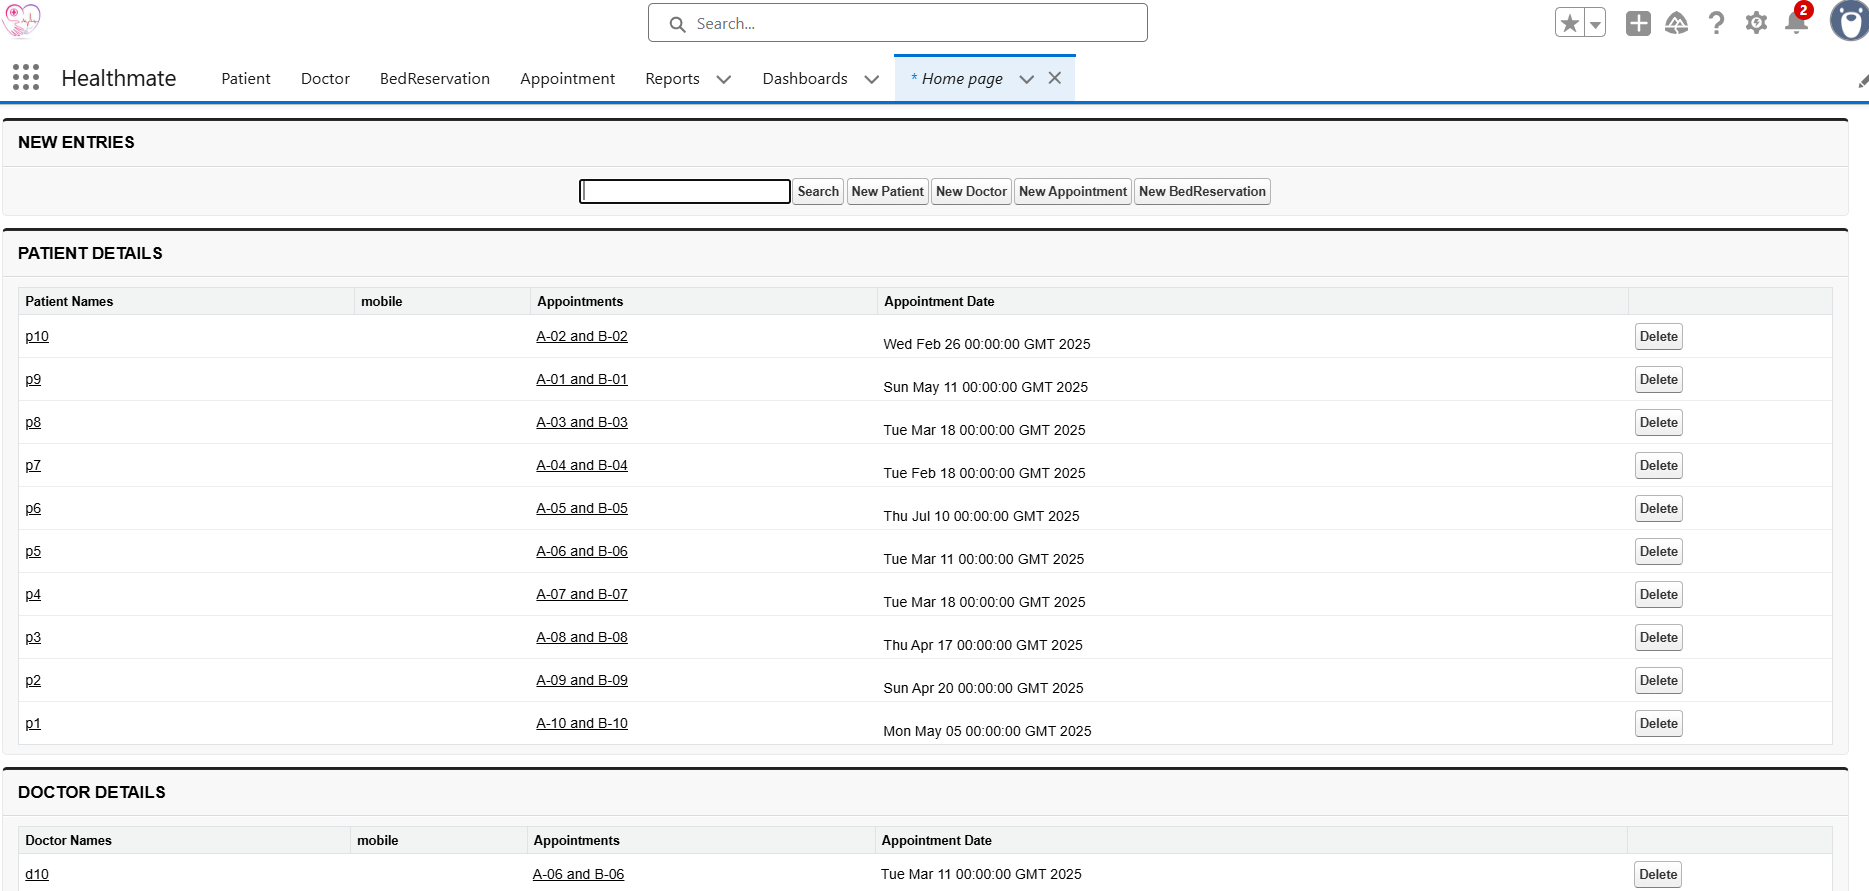 Search...
2
Healthmate Patient Doctor BedReservation Appointment Reports Dashboards * Home page
NEW ENTRIES
Search New Patient New Doctor New Appointment New BedReservation
PATIENT DETAILS
Patient Names mobile Appointments Appointment Date
p10 A-02 and B-02 Wed Feb 26 00:00:00 GMT 2025 Delete
p9 A-01 and B-01 Sun May 11 00:00:00 GMT 2025 Delete
p8 A-03 and B-03 Tue Mar 18 00:00:00 GMT 2025 Delete
p7 A-04 and B-04 Tue Feb 18 00:00:00 GMT 2025 Delete
p6 A-05 and B-05 Thu Jul 10 00:00:00 GMT 2025 Delete
p5 A-06 and B-06 Tue Mar 11 00:00:00 GMT 2025 Delete
p4 A-07 and B-07 Tue Mar 18 00:00:00 GMT 2025 Delete
p3 A-08 and B-08 Thu Apr 17 00:00:00 GMT 2025 Delete
p2 A-09 and B-09 Sun Apr 20 00:00:00 GMT 2025 Delete
p1 A-10 and B-10 Mon May 05 00:00:00 GMT 2025 Delete
DOCTOR DETAILS
Doctor Names mobile Appointments Appointment Date
d10 A-06 and B-06 Tue Mar 11 00:00:00 GMT 2025 Delete